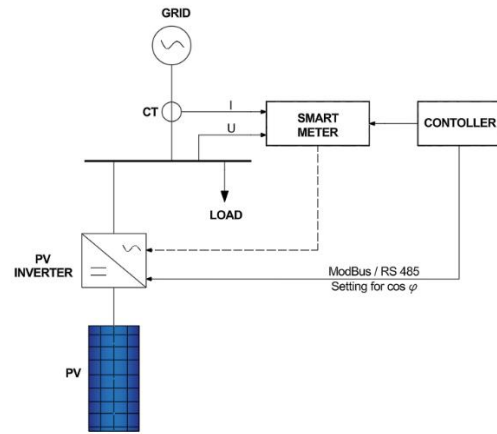 GRID
CT
I
U
SMART
METER
CONTOLLER
LOAD
PV
INVERTER
ModBus / RS 485
Setting for cos φ
PV